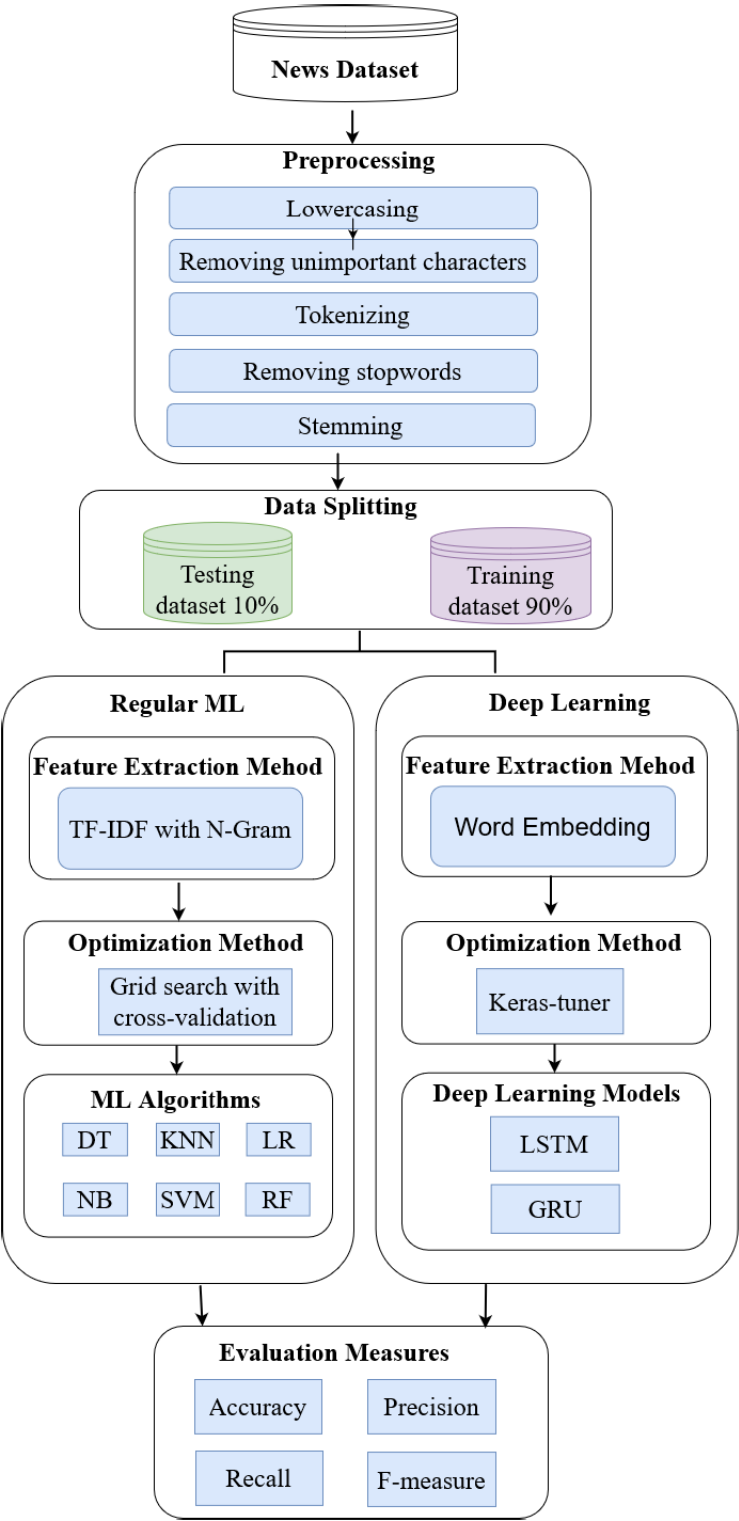 News Dataset
Preprocessing
Lowercasing
Removing unimportant characters
Tokenizing
Removing stopwords
Stemming
Data Splitting
Testing
dataset 10%
Training
dataset 90%
Regular ML
Feature Extraction Mehod
TF-IDF with N-Gram
Optimization Method
Grid search with
cross-validation
ML Algorithms
DT
KNN
LR
NB
SVM
RF
Deep Learning
Feature Extraction Mehod
Word Embedding
Optimization Method
Keras-tuner
Deep Learning Models
LSTM
GRU
Evaluation Measures
Accuracy
Precision
Recall
F-measure